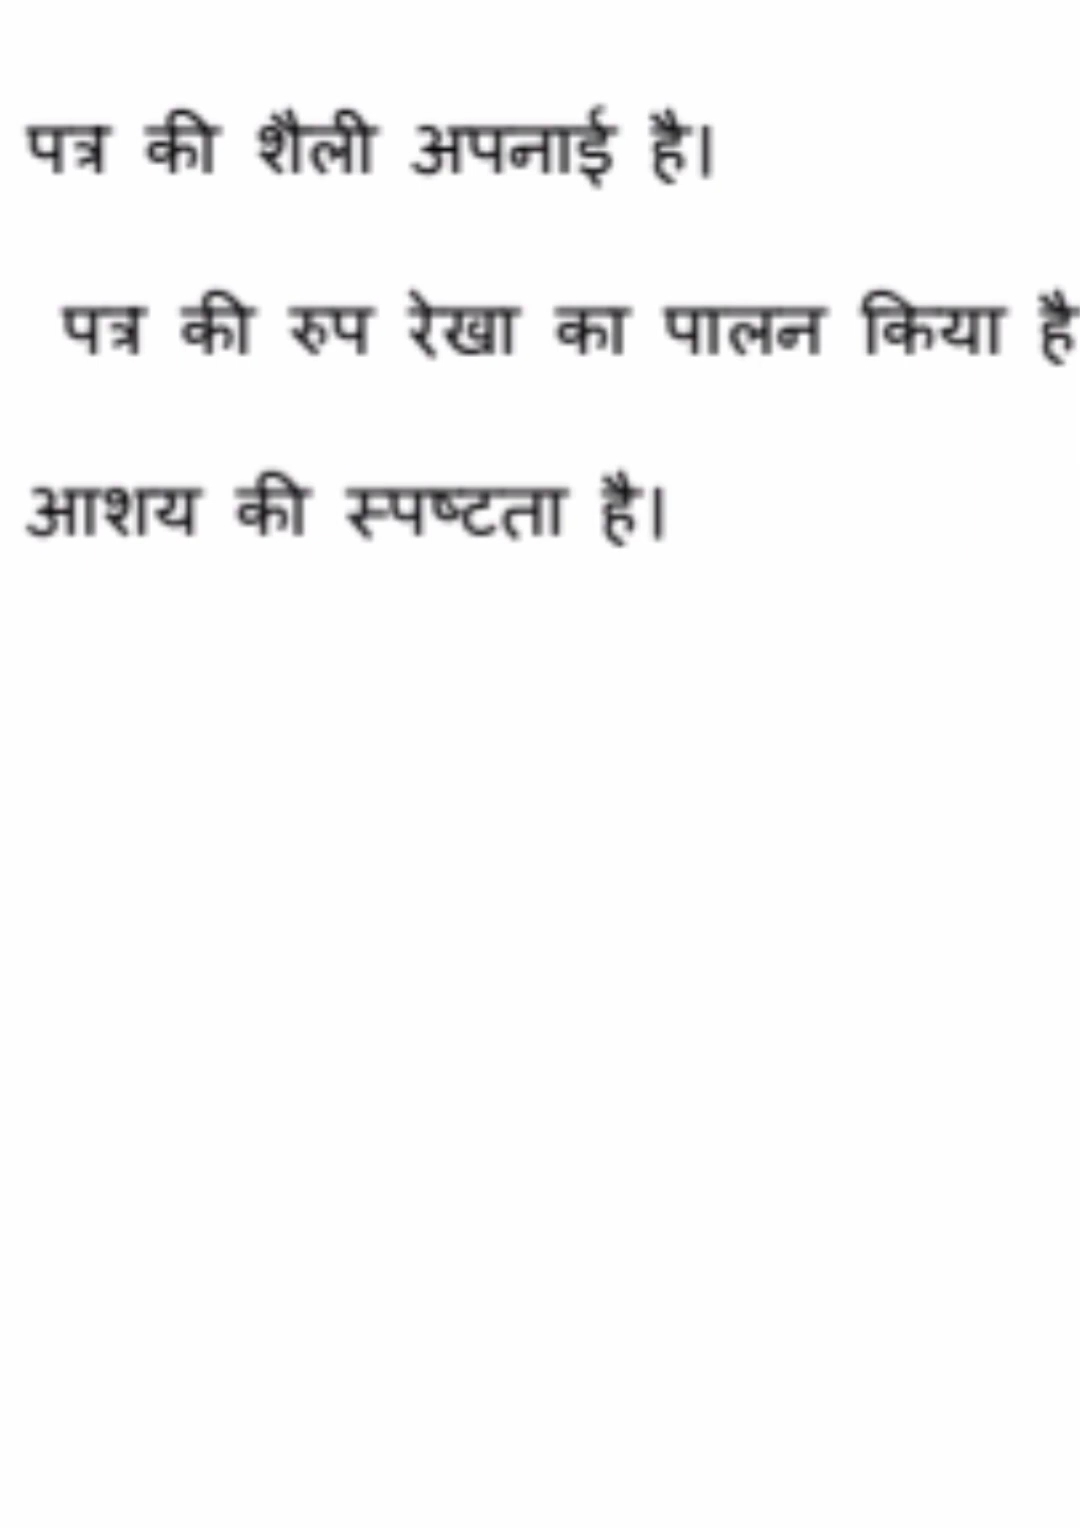 पत्र की शैली अपनाई है।
पत्र की रुप रेखा का पालन किया है
आशय की स्पष्टता है।